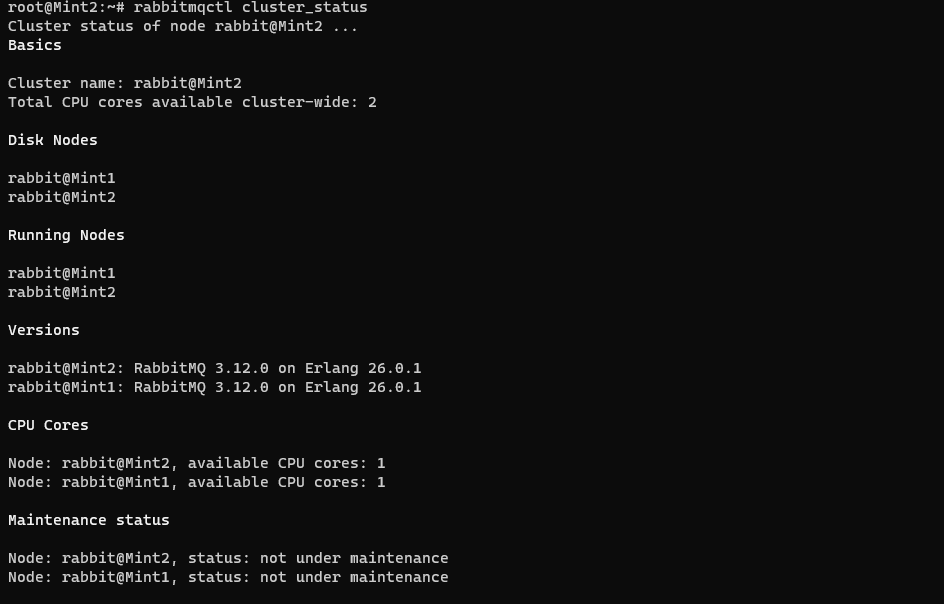 root@Mint2:~# rabbitmqctl cluster_status
Cluster status of node rabbit@Mint2 ...
Basics
Cluster name: rabbit@Mint2
Total CPU cores available cluster-wide: 2
Disk Nodes
rabbit@Mint1
rabbit@Mint2
Running Nodes
rabbit@Mint1
rabbit@Mint2
Versions
rabbit@Mint2: RabbitMQ 3.12.0 on Erlang 26.0.1
rabbit@Mint1: RabbitMQ 3.12.0 on Erlang 26.0.1
CPU Cores
Node: rabbit@Mint2, available CPU cores: 1
Node: rabbit@Mint1, available CPU cores: 1
Maintenance status
Node: rabbit@Mint2, status: not under maintenance
Node: rabbit@Mint1, status: not under maintenance